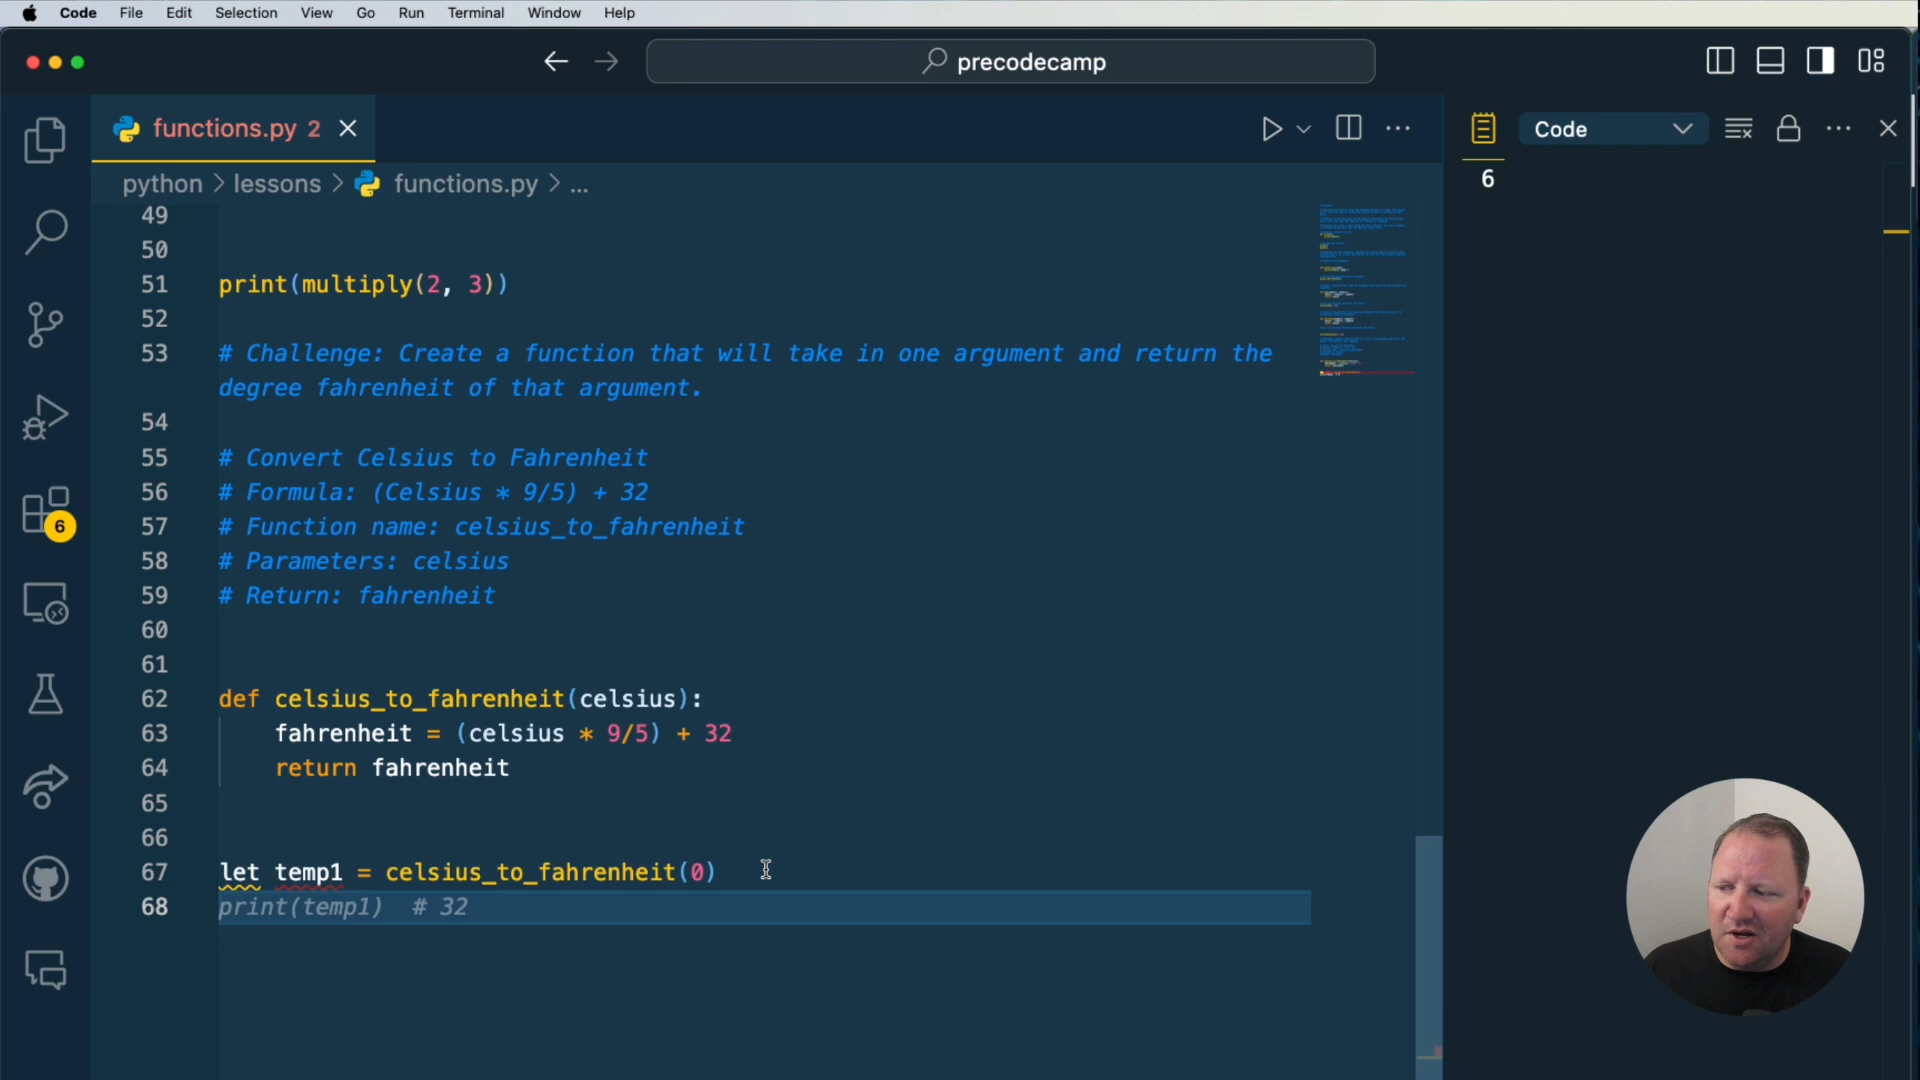 Code File Edit Selection View Go Run Terminal Window Help
precodecamp
functions.py 2
Code
python > lessons > functions.py > ...
6
49
50
51 print(multiply(2, 3))
52
53 # Challenge: Create a function that will take in one argument and return the
degree fahrenheit of that argument.
54
55 # Convert Celsius to Fahrenheit
56 # Formula: (Celsius * 9/5) + 32
57 # Function name: celsius_to_fahrenheit
58 # Parameters: celsius
59 # Return: fahrenheit
60
61
62 def celsius_to_fahrenheit(celsius):
63 fahrenheit = (celsius * 9/5) + 32
64 return fahrenheit
65
66
67 let temp1 = celsius_to_fahrenheit(0)
68 print(temp1) # 32
6